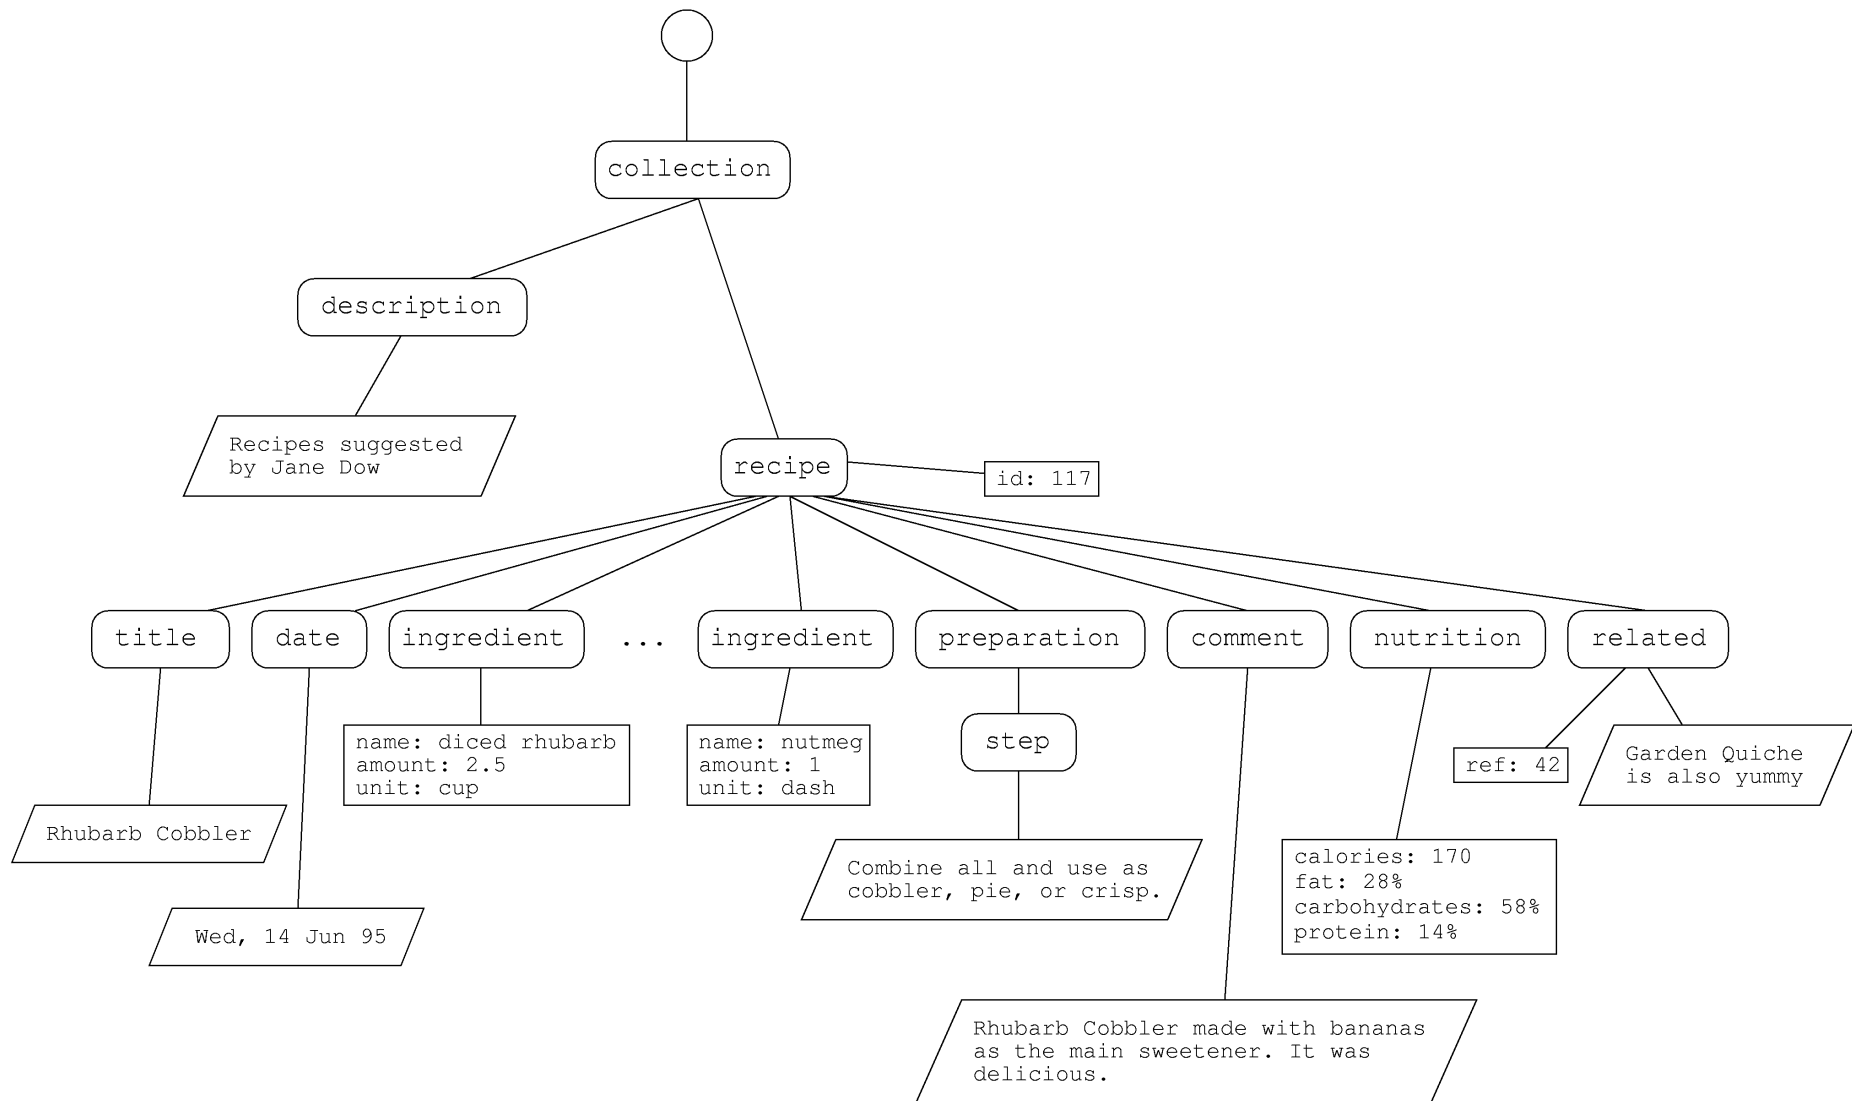 collection
description
Recipes suggested
by Jane Dow
recipe
id: 117
title
date
ingredient
...
ingredient
preparation
comment
nutrition
related
name: diced rhubarb
amount: 2.5
unit: cup
name: nutmeg
amount: 1
unit: dash
step
ref: 42
Garden Quiche
is also yummy
Rhubarb Cobbler
Combine all and use as
cobbler, pie, or crisp.
calories: 170
fat: 28%
carbohydrates: 58%
protein: 14%
Wed, 14 Jun 95
Rhubarb Cobbler made with bananas
as the main sweetener. It was
delicious.